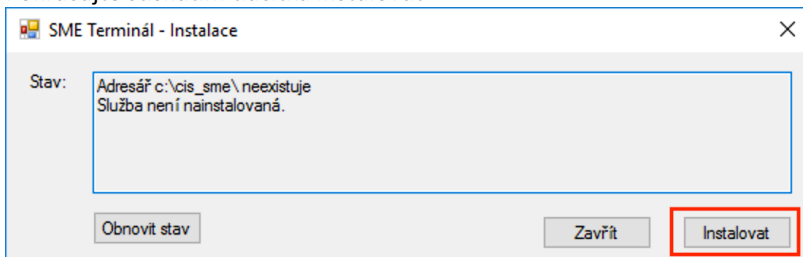 SME Terminál - Instalace
Stav:
Adresář c:\cis_sme\ neexistuje
Služba není nainstalovaná.
Obnovit stav
Zavřít
Instalovat